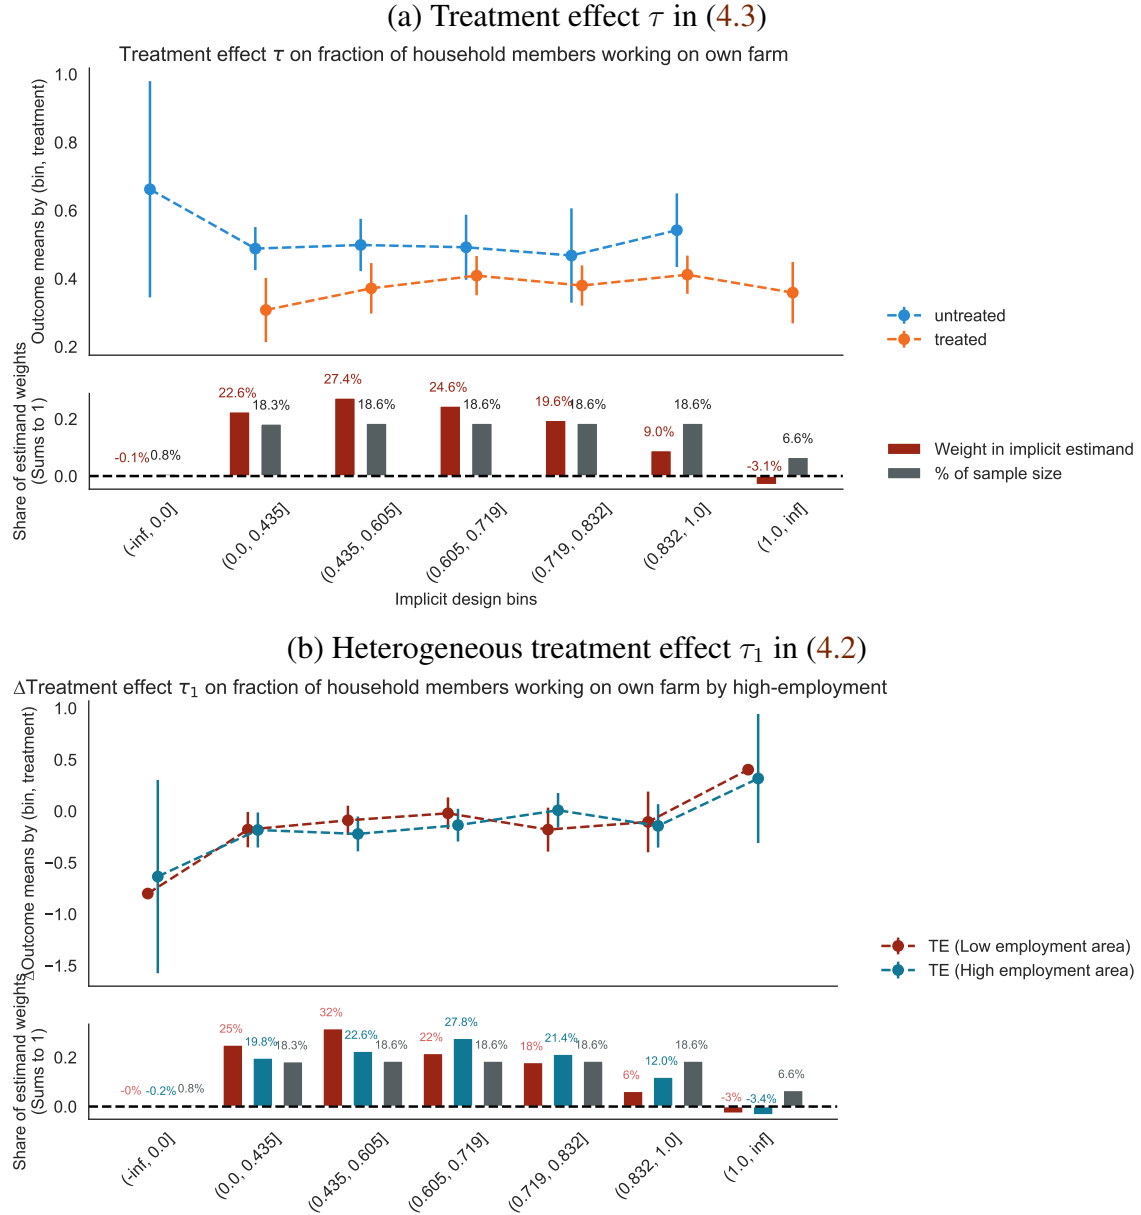 (a) Treatment effect τ in (4.3)
Treatment effect τ on fraction of household members working on own farm
Outcome means by (bin, treatment)
1.0
0.8
0.6
0.4
0.2
untreated
treated
Share of estimand weights
(Sums to 1)
0.2
0.0
-0.1% 0.8%
22.6% 18.3%
27.4% 18.6%
24.6% 18.6%
19.6% 18.6%
9.0% 18.6%
-3.1% 6.6%
Weight in implicit estimand
% of sample size
(-inf, 0.0]
(0.0, 0.435]
(0.435, 0.605]
(0.605, 0.719]
(0.719, 0.832]
(0.832, 1.0]
(1.0, inf]
Implicit design bins
(b) Heterogeneous treatment effect τ₁ in (4.2)
ΔTreatment effect τ₁ on fraction of household members working on own farm by high-employment
ΔOutcome means by (bin, treatment)
1.0
0.5
0.0
−0.5
−1.0
−1.5
TE (Low employment area)
TE (High employment area)
Share of estimand weights
(Sums to 1)
0.2
0.0
-0% -0.2% 0.8%
25% 19.8% 18.3%
32% 22.6% 18.6%
22% 27.8% 18.6%
18% 21.4% 18.6%
6% 12.0% 18.6%
-3% -3.4% 6.6%
(-inf, 0.0]
(0.0, 0.435]
(0.435, 0.605]
(0.605, 0.719]
(0.719, 0.832]
(0.832, 1.0]
(1.0, inf]